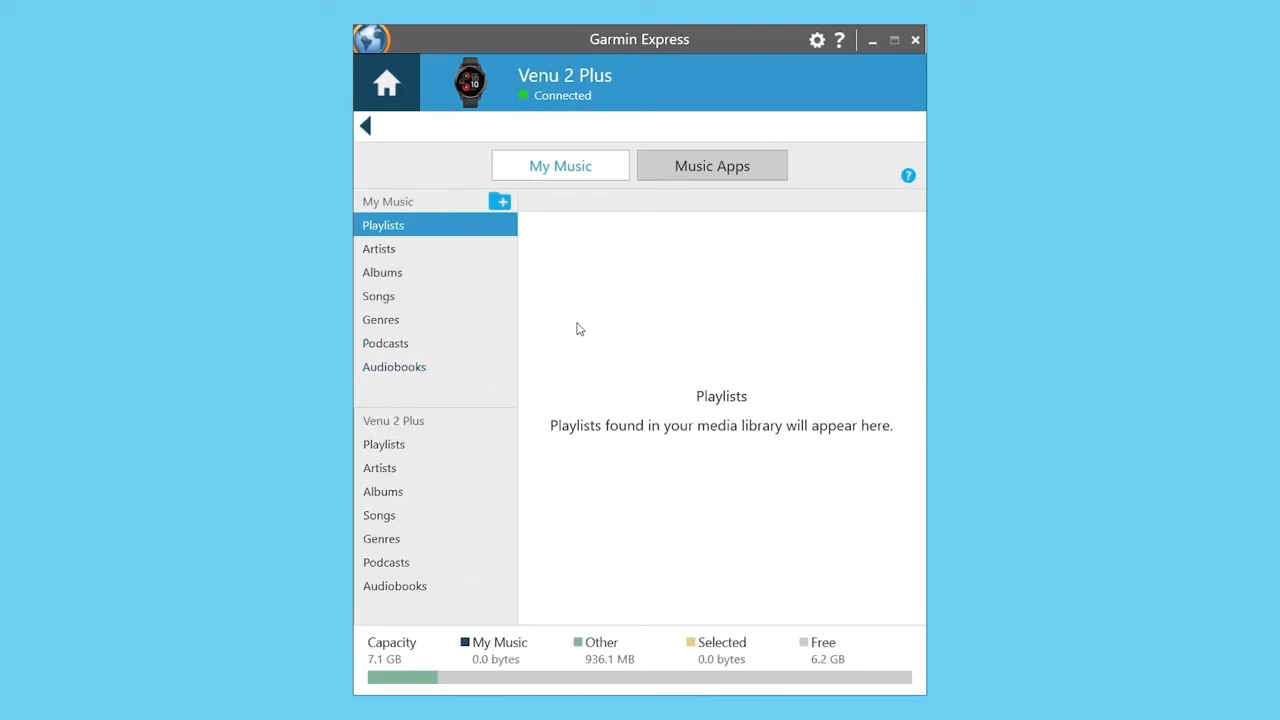 Garmin Express
Venu 2 Plus
Connected
My Music
Music Apps
My Music
Playlists
Artists
Albums
Songs
Genres
Podcasts
Audiobooks
Venu 2 Plus
Playlists
Artists
Albums
Songs
Genres
Podcasts
Audiobooks
Playlists
Playlists found in your media library will appear here.
Capacity
7.1 GB
My Music
0.0 bytes
Other
936.1 MB
Selected
0.0 bytes
Free
6.2 GB